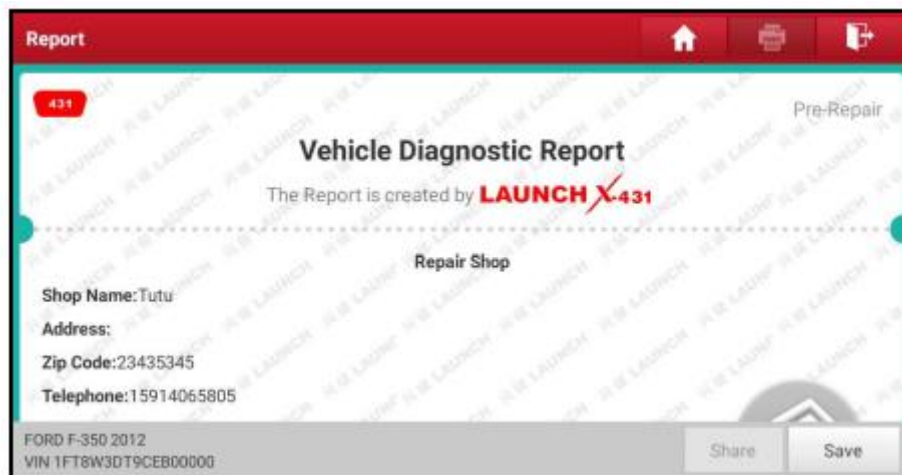 Report
431
Pre-Repair
Vehicle Diagnostic Report
The Report is created by LAUNCH X-431
Repair Shop
Shop Name:Tutu
Address:
Zip Code:23435345
Telephone:15914065805
FORD F-350 2012
VIN 1FT8W3DT9CEB00000
Share
Save